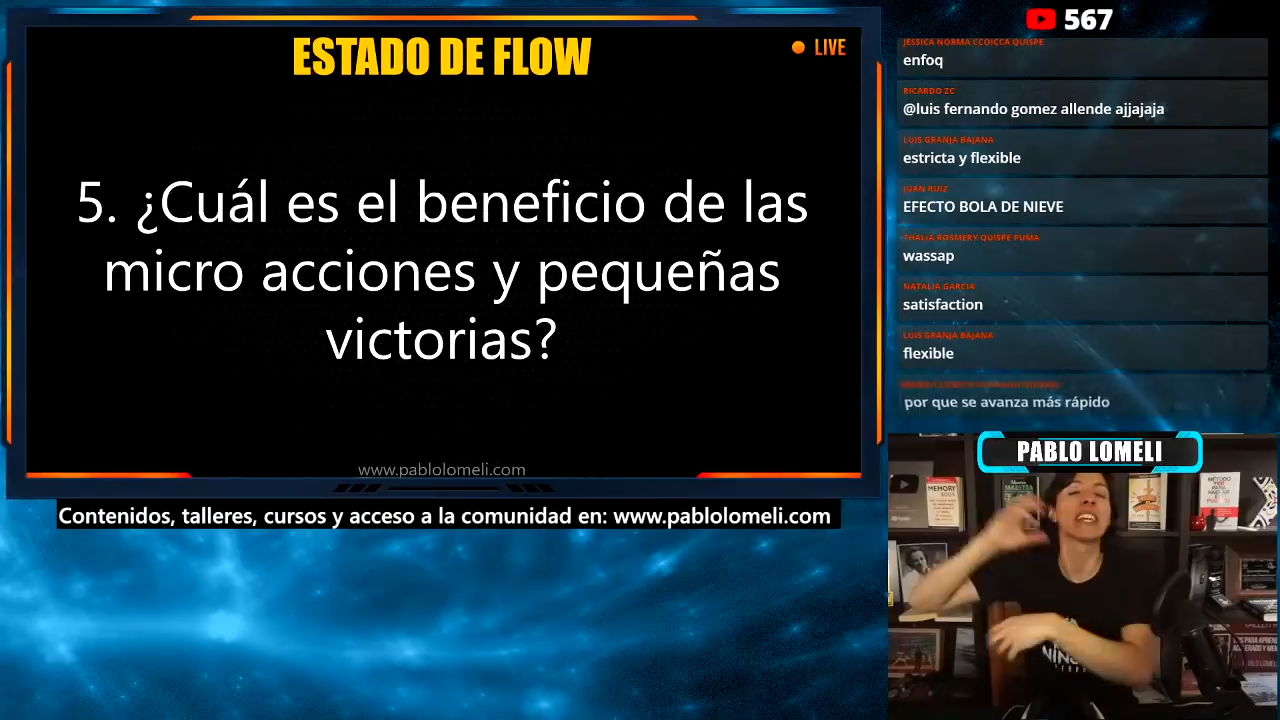 ESTADO DE FLOW
LIVE
5. ¿Cuál es el beneficio de las
micro acciones y pequeñas
victorias?
www.pablolomeli.com
Contenidos, talleres, cursos y acceso a la comunidad en: www.pablolomeli.com
567
JESSICA NORMA CCOICCA QUISPE
enfoq
RICARDO ZC
@luis fernando gomez allende ajjajaja
LUIS GRANJA BAJANA
estricta y flexible
JUAN RUIZ
EFECTO BOLA DE NIEVE
THALIA ROSMERY QUISPE PUMA
wassap
NATALIA GARCIA
satisfaction
LUIS GRANJA BAJANA
flexible
por que se avanza más rápido
PABLO LOMELI
MEMORY